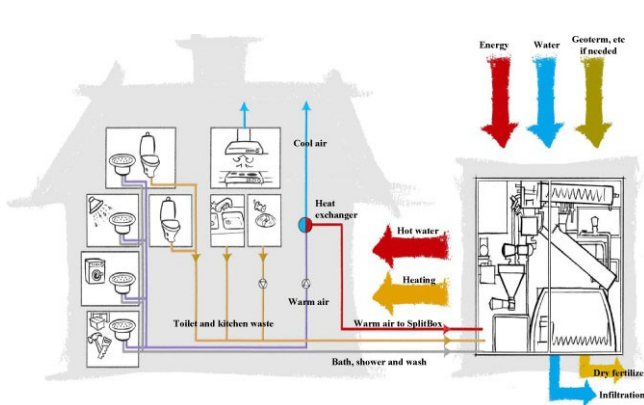 Energy
Water
Geoterm, etc
if needed
Cool air
Heat
exchanger
Hot water
Heating
Warm air
Toilet and kitchen waste
Warm air to SplitBox
Bath, shower and wash
Dry fertilize
Infiltration